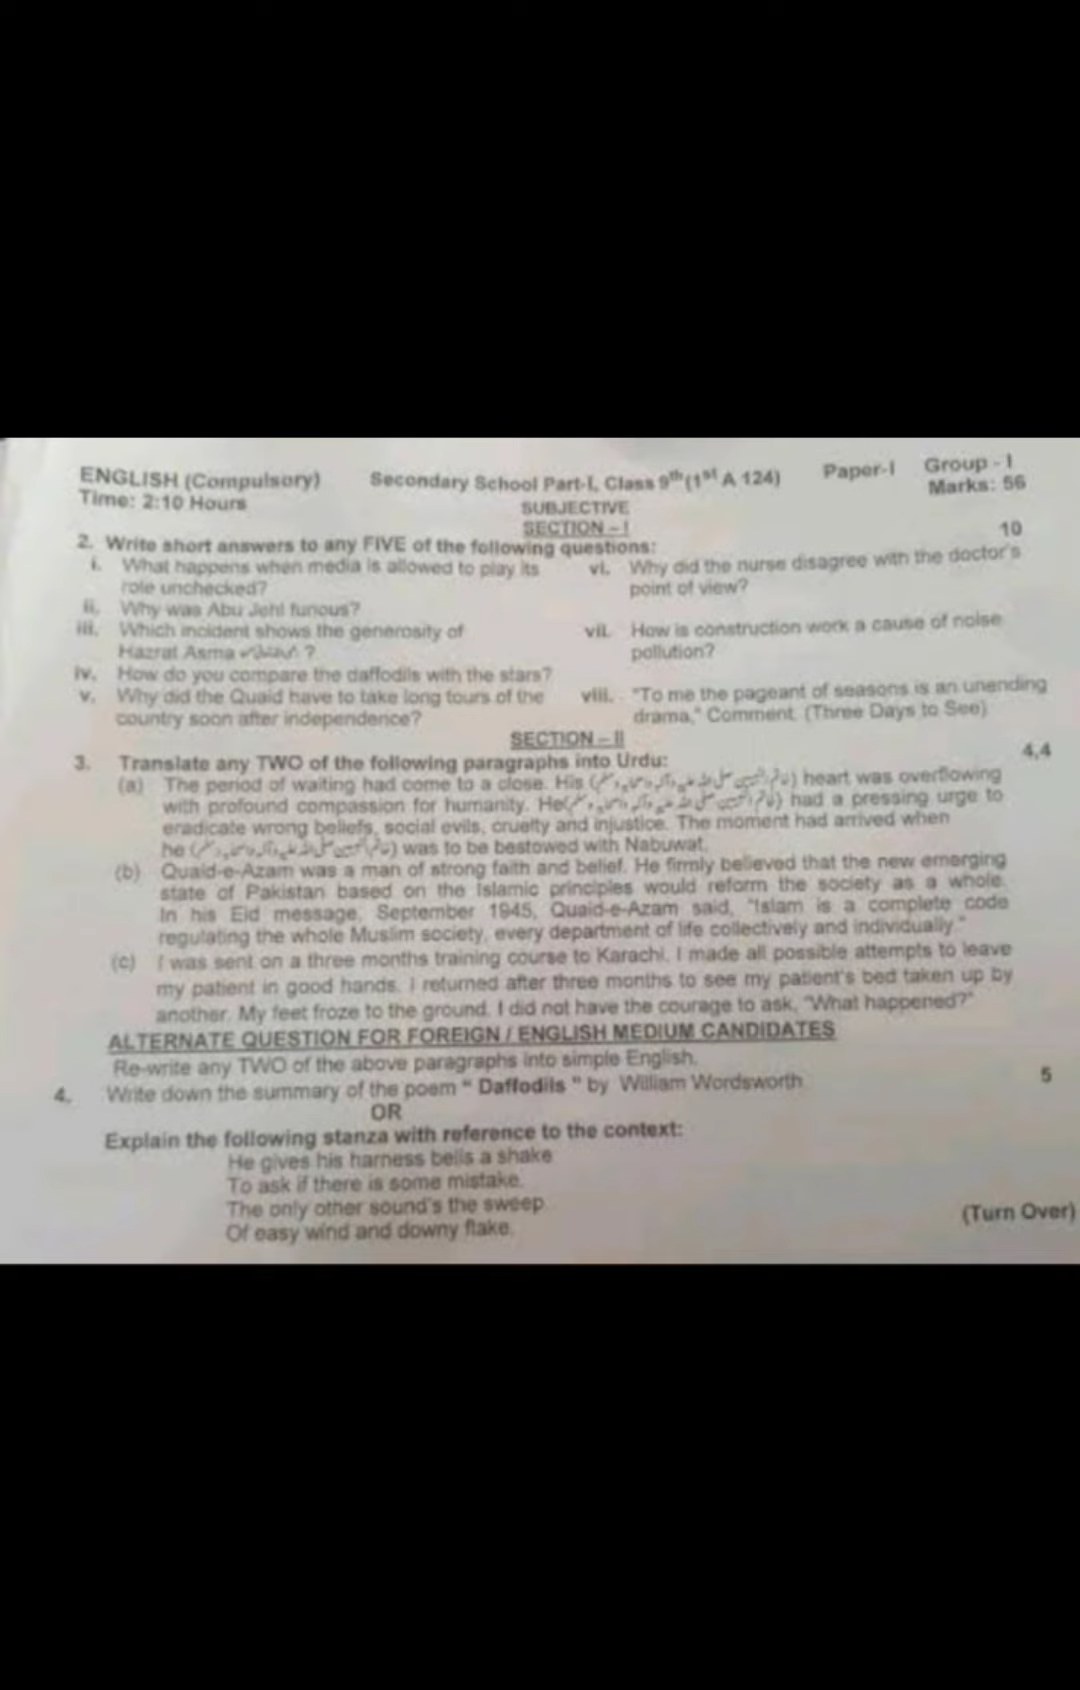 ENGLISH (Compulsory) Secondary School Part-I, Class 9th (1st A 124) Paper-I Group - I
Time: 2:10 Hours Marks: 56
SUBJECTIVE
SECTION – I
2. Write short answers to any FIVE of the following questions: 10
i. What happens when media is allowed to play its
role unchecked?
ii. Why was Abu Jehl furious?
iii. Which incident shows the generosity of
Hazrat Asma ?
iv. How do you compare the daffodils with the stars?
v. Why did the Quaid have to take long tours of the
country soon after independence?
vi. Why did the nurse disagree with the doctor's
point of view?
vii. How is construction work a cause of noise
pollution?
viii. "To me the pageant of seasons is an unending
drama," Comment. (Three Days to See)
SECTION – II
3. Translate any TWO of the following paragraphs into Urdu: 4,4
(a) The period of waiting had come to a close. His ( ) heart was overflowing
with profound compassion for humanity. He( ) had a pressing urge to
eradicate wrong beliefs, social evils, cruelty and injustice. The moment had arrived when
he ( ) was to be bestowed with Nabuwat.
(b) Quaid-e-Azam was a man of strong faith and belief. He firmly believed that the new emerging
state of Pakistan based on the Islamic principles would reform the society as a whole.
In his Eid message, September 1945, Quaid-e-Azam said, "Islam is a complete code
regulating the whole Muslim society, every department of life collectively and individually."
(c) I was sent on a three months training course to Karachi. I made all possible attempts to leave
my patient in good hands. I returned after three months to see my patient's bed taken up by
another. My feet froze to the ground. I did not have the courage to ask, "What happened?"
ALTERNATE QUESTION FOR FOREIGN / ENGLISH MEDIUM CANDIDATES
Re-write any TWO of the above paragraphs into simple English.
4. Write down the summary of the poem " Daffodils " by William Wordsworth 5
OR
Explain the following stanza with reference to the context:
He gives his harness bells a shake
To ask if there is some mistake.
The only other sound's the sweep
Of easy wind and downy flake.
(Turn Over)